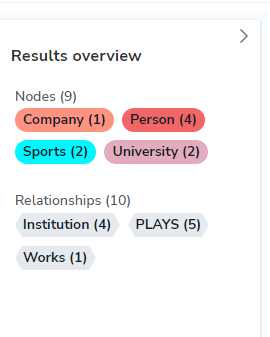 Results overview
Nodes (9)
Company (1) Person (4)
Sports (2) University (2)
Relationships (10)
Institution (4) PLAYS (5)
Works (1)